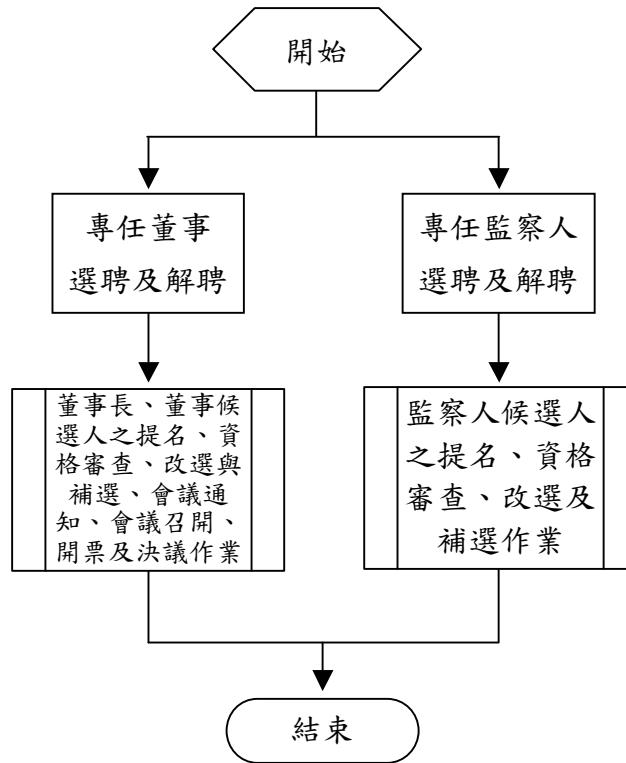 開始
專任董事
選聘及解聘
專任監察人
選聘及解聘
董事長、董事候
選人之提名、資
格審查、改選與
補選、會議通
知、會議召開、
開票及決議作業
監察人候選人
之提名、資格
審查、改選及
補選作業
結束